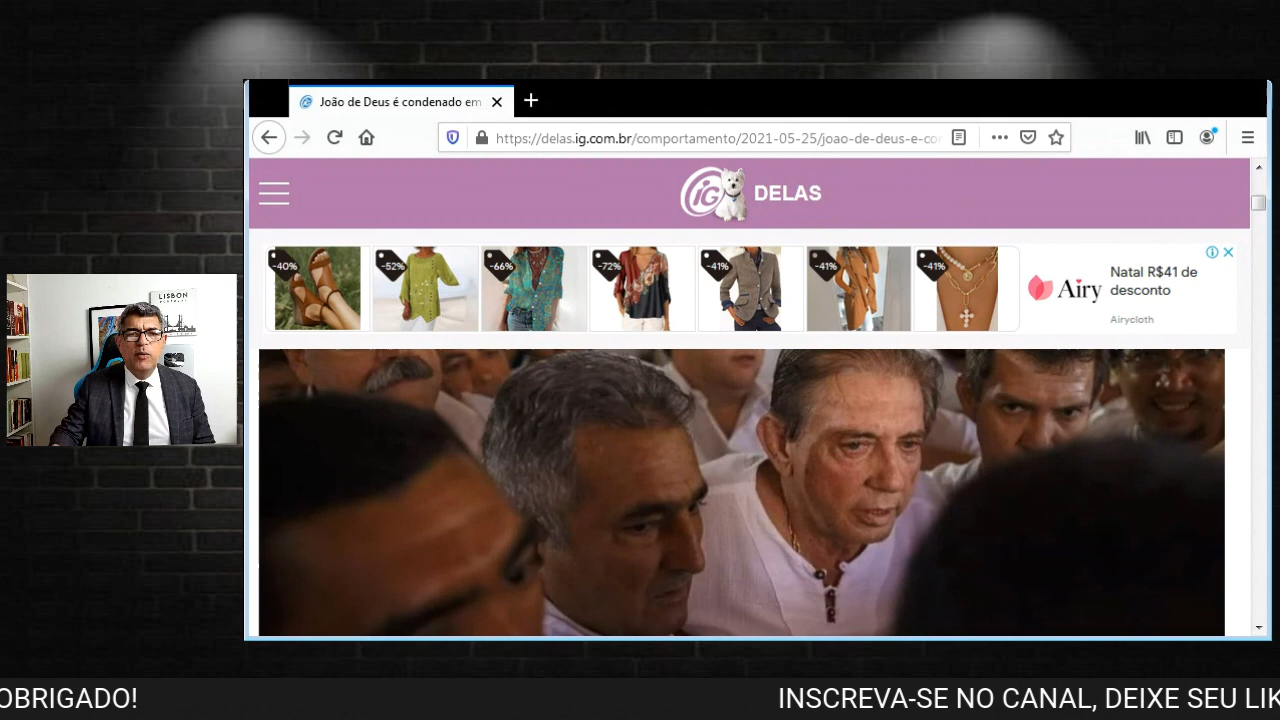 João de Deus é condenado em
https://delas.ig.com.br/comportamento/2021-05-25/joao-de-deus-e-co
iG DELAS
-40%
-52%
-66%
-72%
-41%
-41%
-41%
Airy
Natal R$41 de
desconto
Airycloth
LISBON
OBRIGADO!
INSCREVA-SE NO CANAL, DEIXE SEU LIK